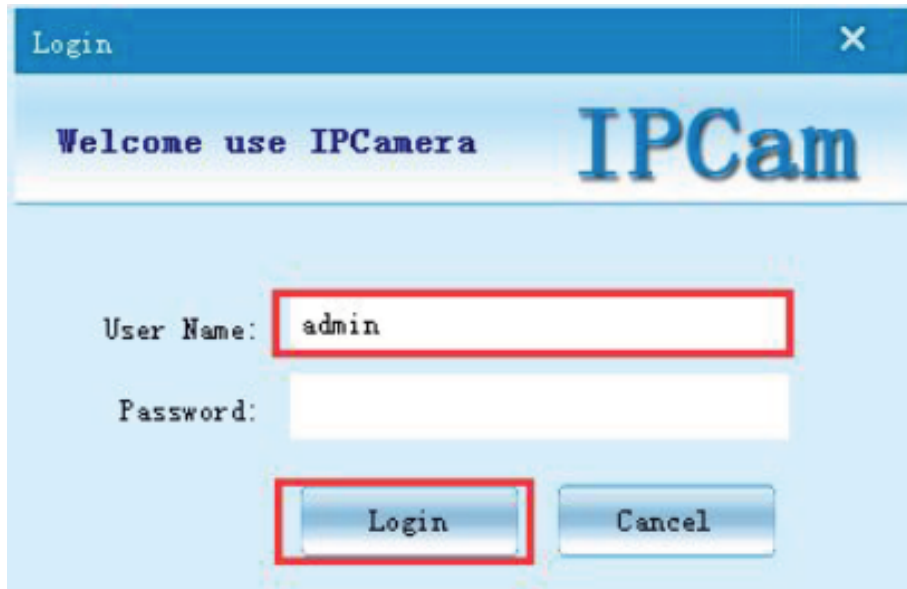 Login
Welcome use IPCamera
IPCam
User Name: admin
Password:
Login Cancel